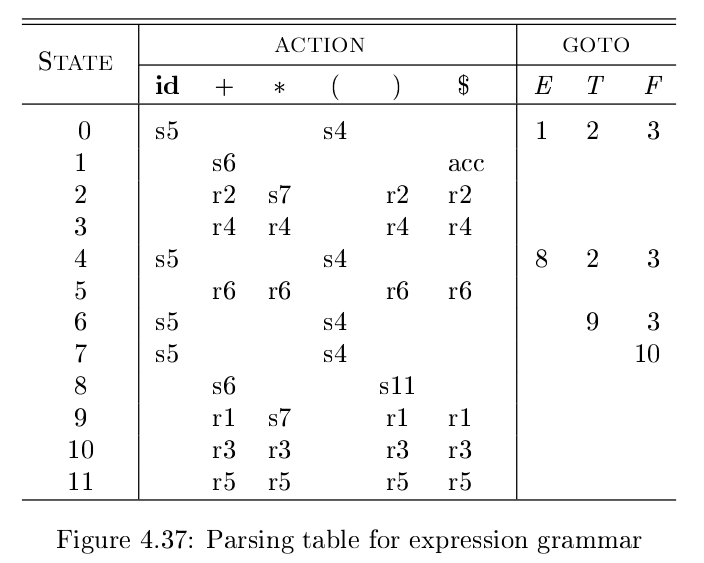 STATE ACTION GOTO
id + * ( ) $ E T F
0 s5 s4 1 2 3
1 s6 acc
2 r2 s7 r2 r2
3 r4 r4 r4 r4
4 s5 s4 8 2 3
5 r6 r6 r6 r6
6 s5 s4 9 3
7 s5 s4 10
8 s6 s11
9 r1 s7 r1 r1
10 r3 r3 r3 r3
11 r5 r5 r5 r5
Figure 4.37: Parsing table for expression grammar